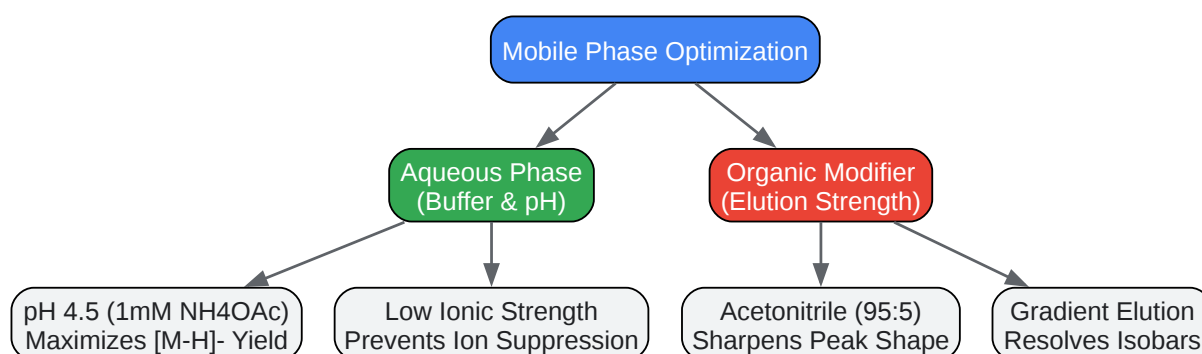 Mobile Phase Optimization
Aqueous Phase
(Buffer & pH)
Organic Modifier
(Elution Strength)
pH 4.5 (1mM NH4OAc)
Maximizes [M-H]- Yield
Low Ionic Strength
Prevents Ion Suppression
Acetonitrile (95:5)
Sharpens Peak Shape
Gradient Elution
Resolves Isobars